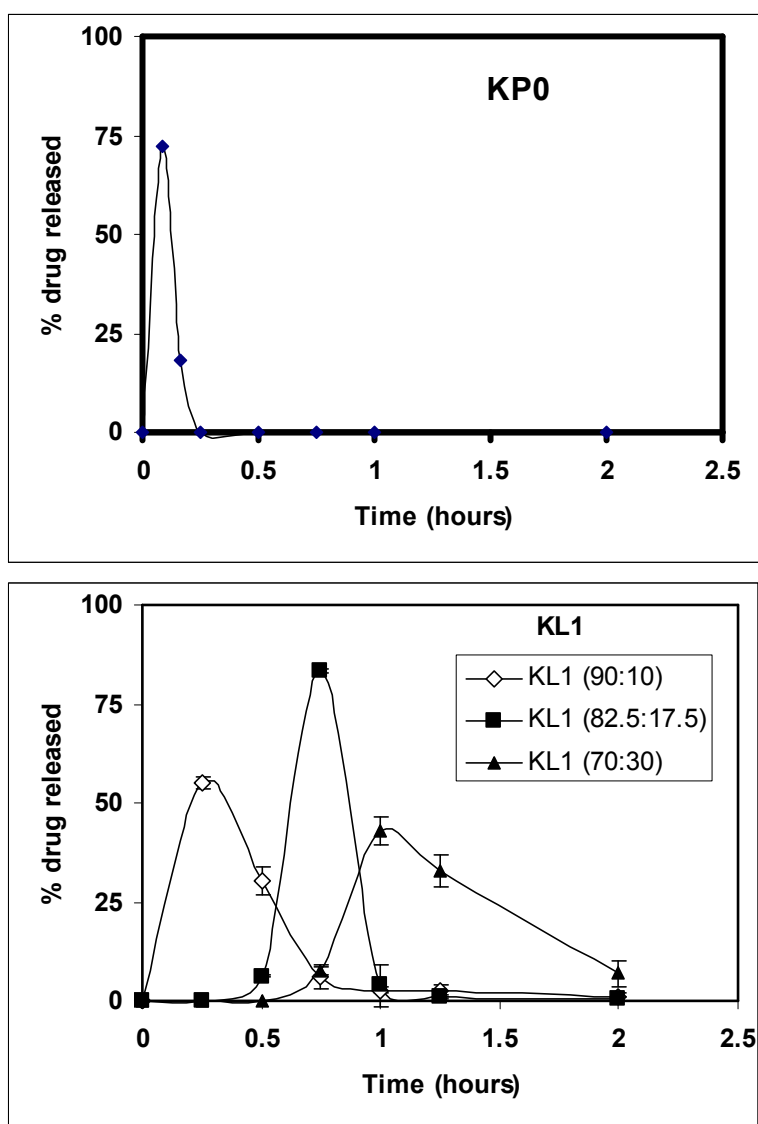 100
75
50
25
0
% drug released
KP0
0 0.5 1 1.5 2 2.5
Time (hours)
100
75
50
25
0
% drug released
KL1
KL1 (90:10)
KL1 (82.5:17.5)
KL1 (70:30)
0 0.5 1 1.5 2 2.5
Time (hours)